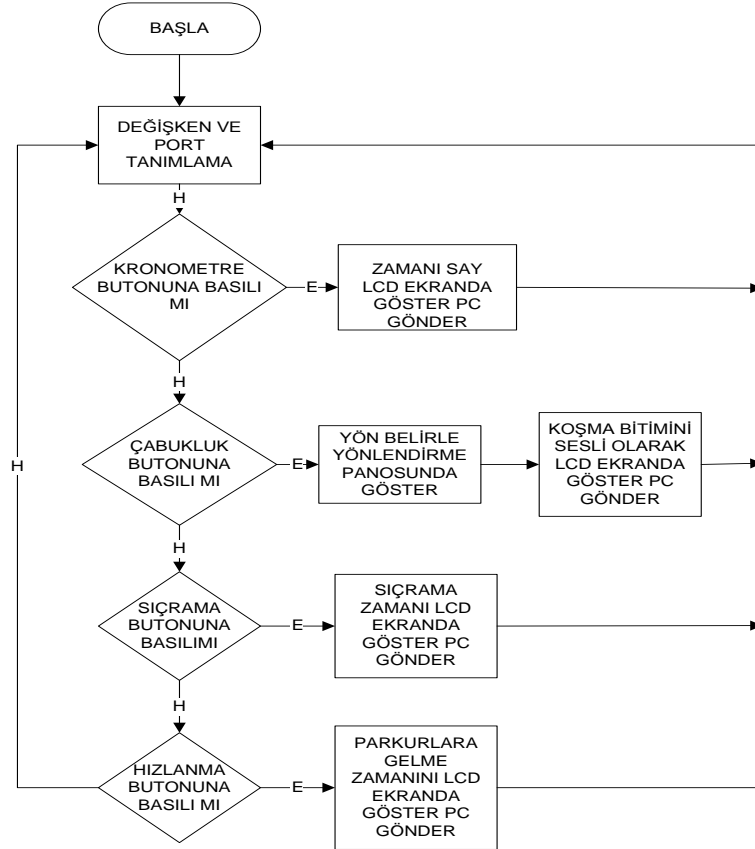 BAŞLA
DEĞİŞKEN VE
PORT
TANIMLAMA
H
KRONOMETRE
BUTONUNA BASILI
MI
E
ZAMANI SAY
LCD EKRANDA
GÖSTER PC
GÖNDER
H
ÇABUKLUK
BUTONUNA
BASILI MI
E
YÖN BELİRLE
YÖNLENDİRME
PANOSUNDA
GÖSTER
KOŞMA BİTİMİNİ
SESLİ OLARAK
LCD EKRANDA
GÖSTER PC
GÖNDER
H
H
SIÇRAMA
BUTONUNA
BASILIMI
E
SIÇRAMA
ZAMANI LCD
EKRANDA
GÖSTER PC
GÖNDER
H
HIZLANMA
BUTONUNA
BASILI MI
E
PARKURLARA
GELME
ZAMANINI LCD
EKRANDA
GÖSTER PC
GÖNDER